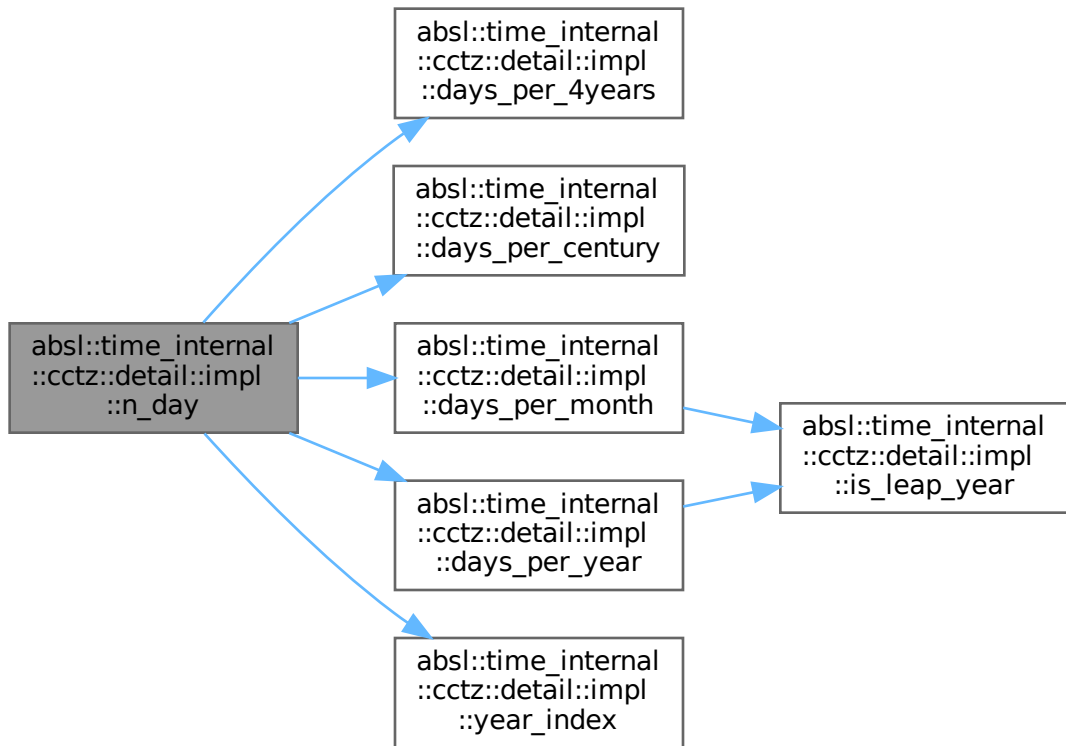 absl::time_internal
::cctz::detail::impl
::days_per_4years
absl::time_internal
::cctz::detail::impl
::days_per_century
absl::time_internal
::cctz::detail::impl
::n_day
absl::time_internal
::cctz::detail::impl
::days_per_month
absl::time_internal
::cctz::detail::impl
::is_leap_year
absl::time_internal
::cctz::detail::impl
::days_per_year
absl::time_internal
::cctz::detail::impl
::year_index